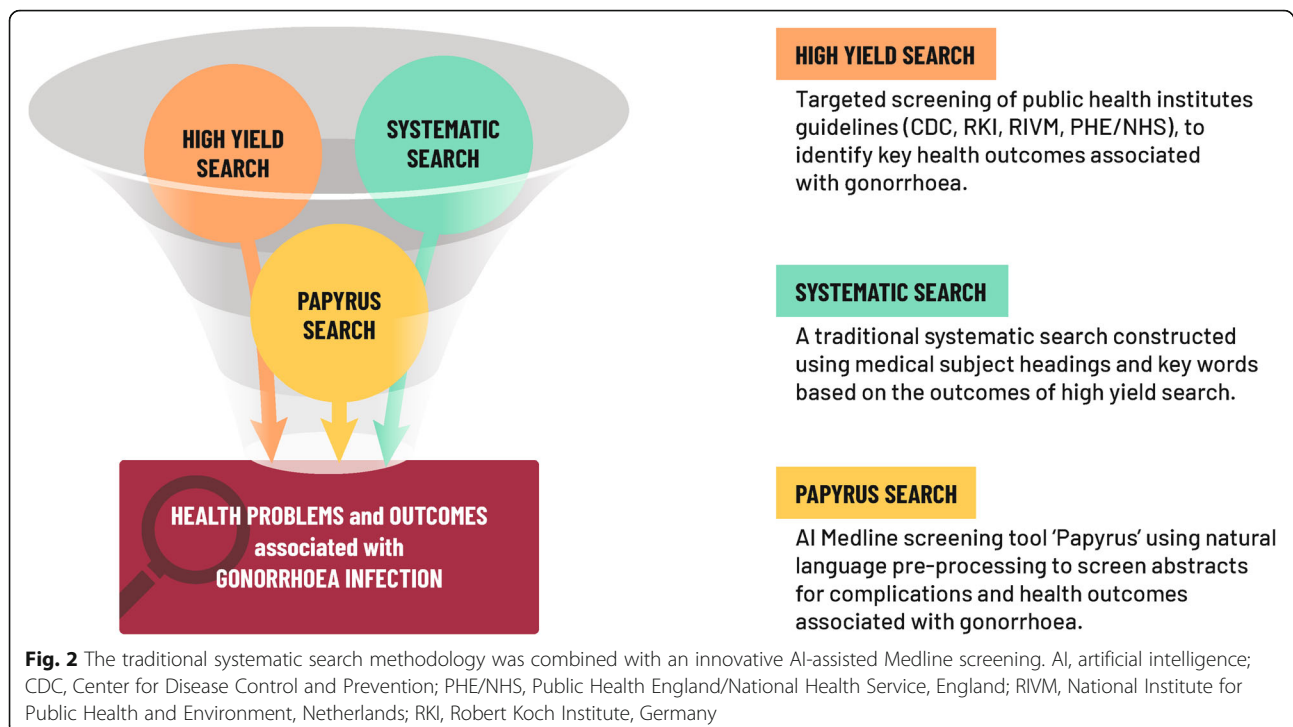 HIGH YIELD
SEARCH
SYSTEMATIC
SEARCH
PAPYRUS
SEARCH
HEALTH PROBLEMS and OUTCOMES
associated with
GONORRHOEA INFECTION
HIGH YIELD SEARCH
Targeted screening of public health institutes
guidelines (CDC, RKI, RIVM, PHE/NHS), to
identify key health outcomes associated
with gonorrhoea.
SYSTEMATIC SEARCH
A traditional systematic search constructed
using medical subject headings and key words
based on the outcomes of high yield search.
PAPYRUS SEARCH
AI Medline screening tool ‘Papyrus’ using natural
language pre-processing to screen abstracts
for complications and health outcomes
associated with gonorrhoea.
Fig. 2 The traditional systematic search methodology was combined with an innovative AI-assisted Medline screening. AI, artificial intelligence;
CDC, Center for Disease Control and Prevention; PHE/NHS, Public Health England/National Health Service, England; RIVM, National Institute for
Public Health and Environment, Netherlands; RKI, Robert Koch Institute, Germany